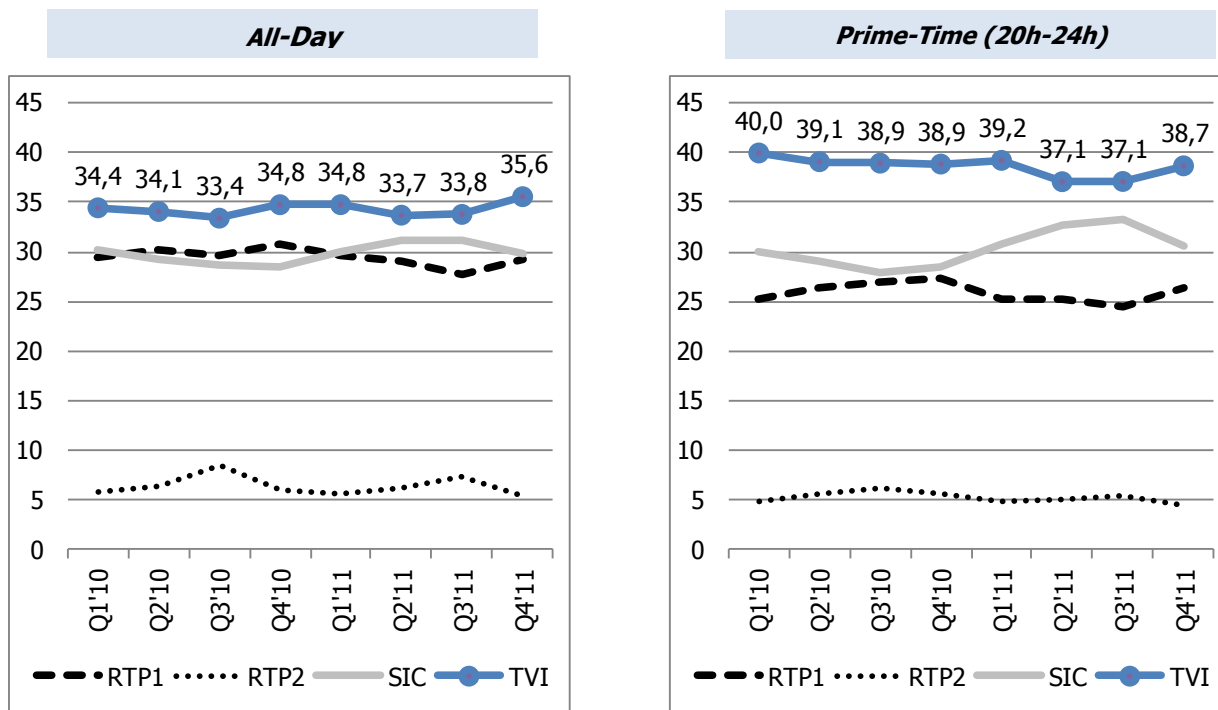 All-Day
45
40
35
30
25
20
15
10
5
0
34,4 34,1 33,4 34,8 34,8 33,7 33,8 35,6
Q1'10 Q2'10 Q3'10 Q4'10 Q1'11 Q2'11 Q3'11 Q4'11
RTP1 RTP2 SIC TVI
Prime-Time (20h-24h)
45
40
35
30
25
20
15
10
5
0
40,0 39,1 38,9 38,9 39,2 37,1 37,1 38,7
Q1'10 Q2'10 Q3'10 Q4'10 Q1'11 Q2'11 Q3'11 Q4'11
RTP1 RTP2 SIC TVI